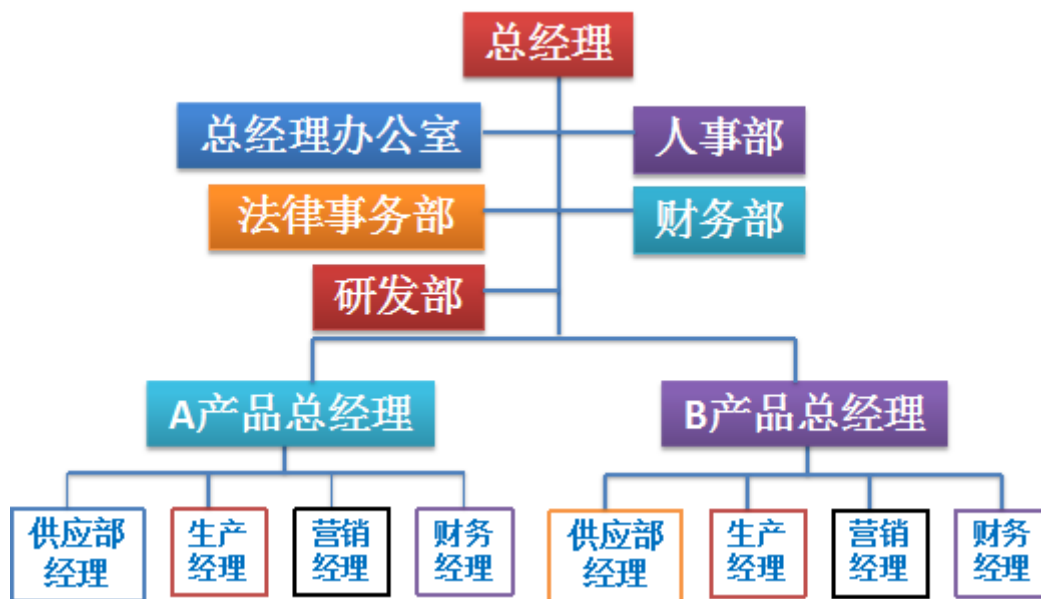 总经理
总经理办公室
人事部
法律事务部
财务部
研发部
A产品总经理
B产品总经理
供应部
经理
生产
经理
营销
经理
财务
经理
供应部
经理
生产
经理
营销
经理
财务
经理